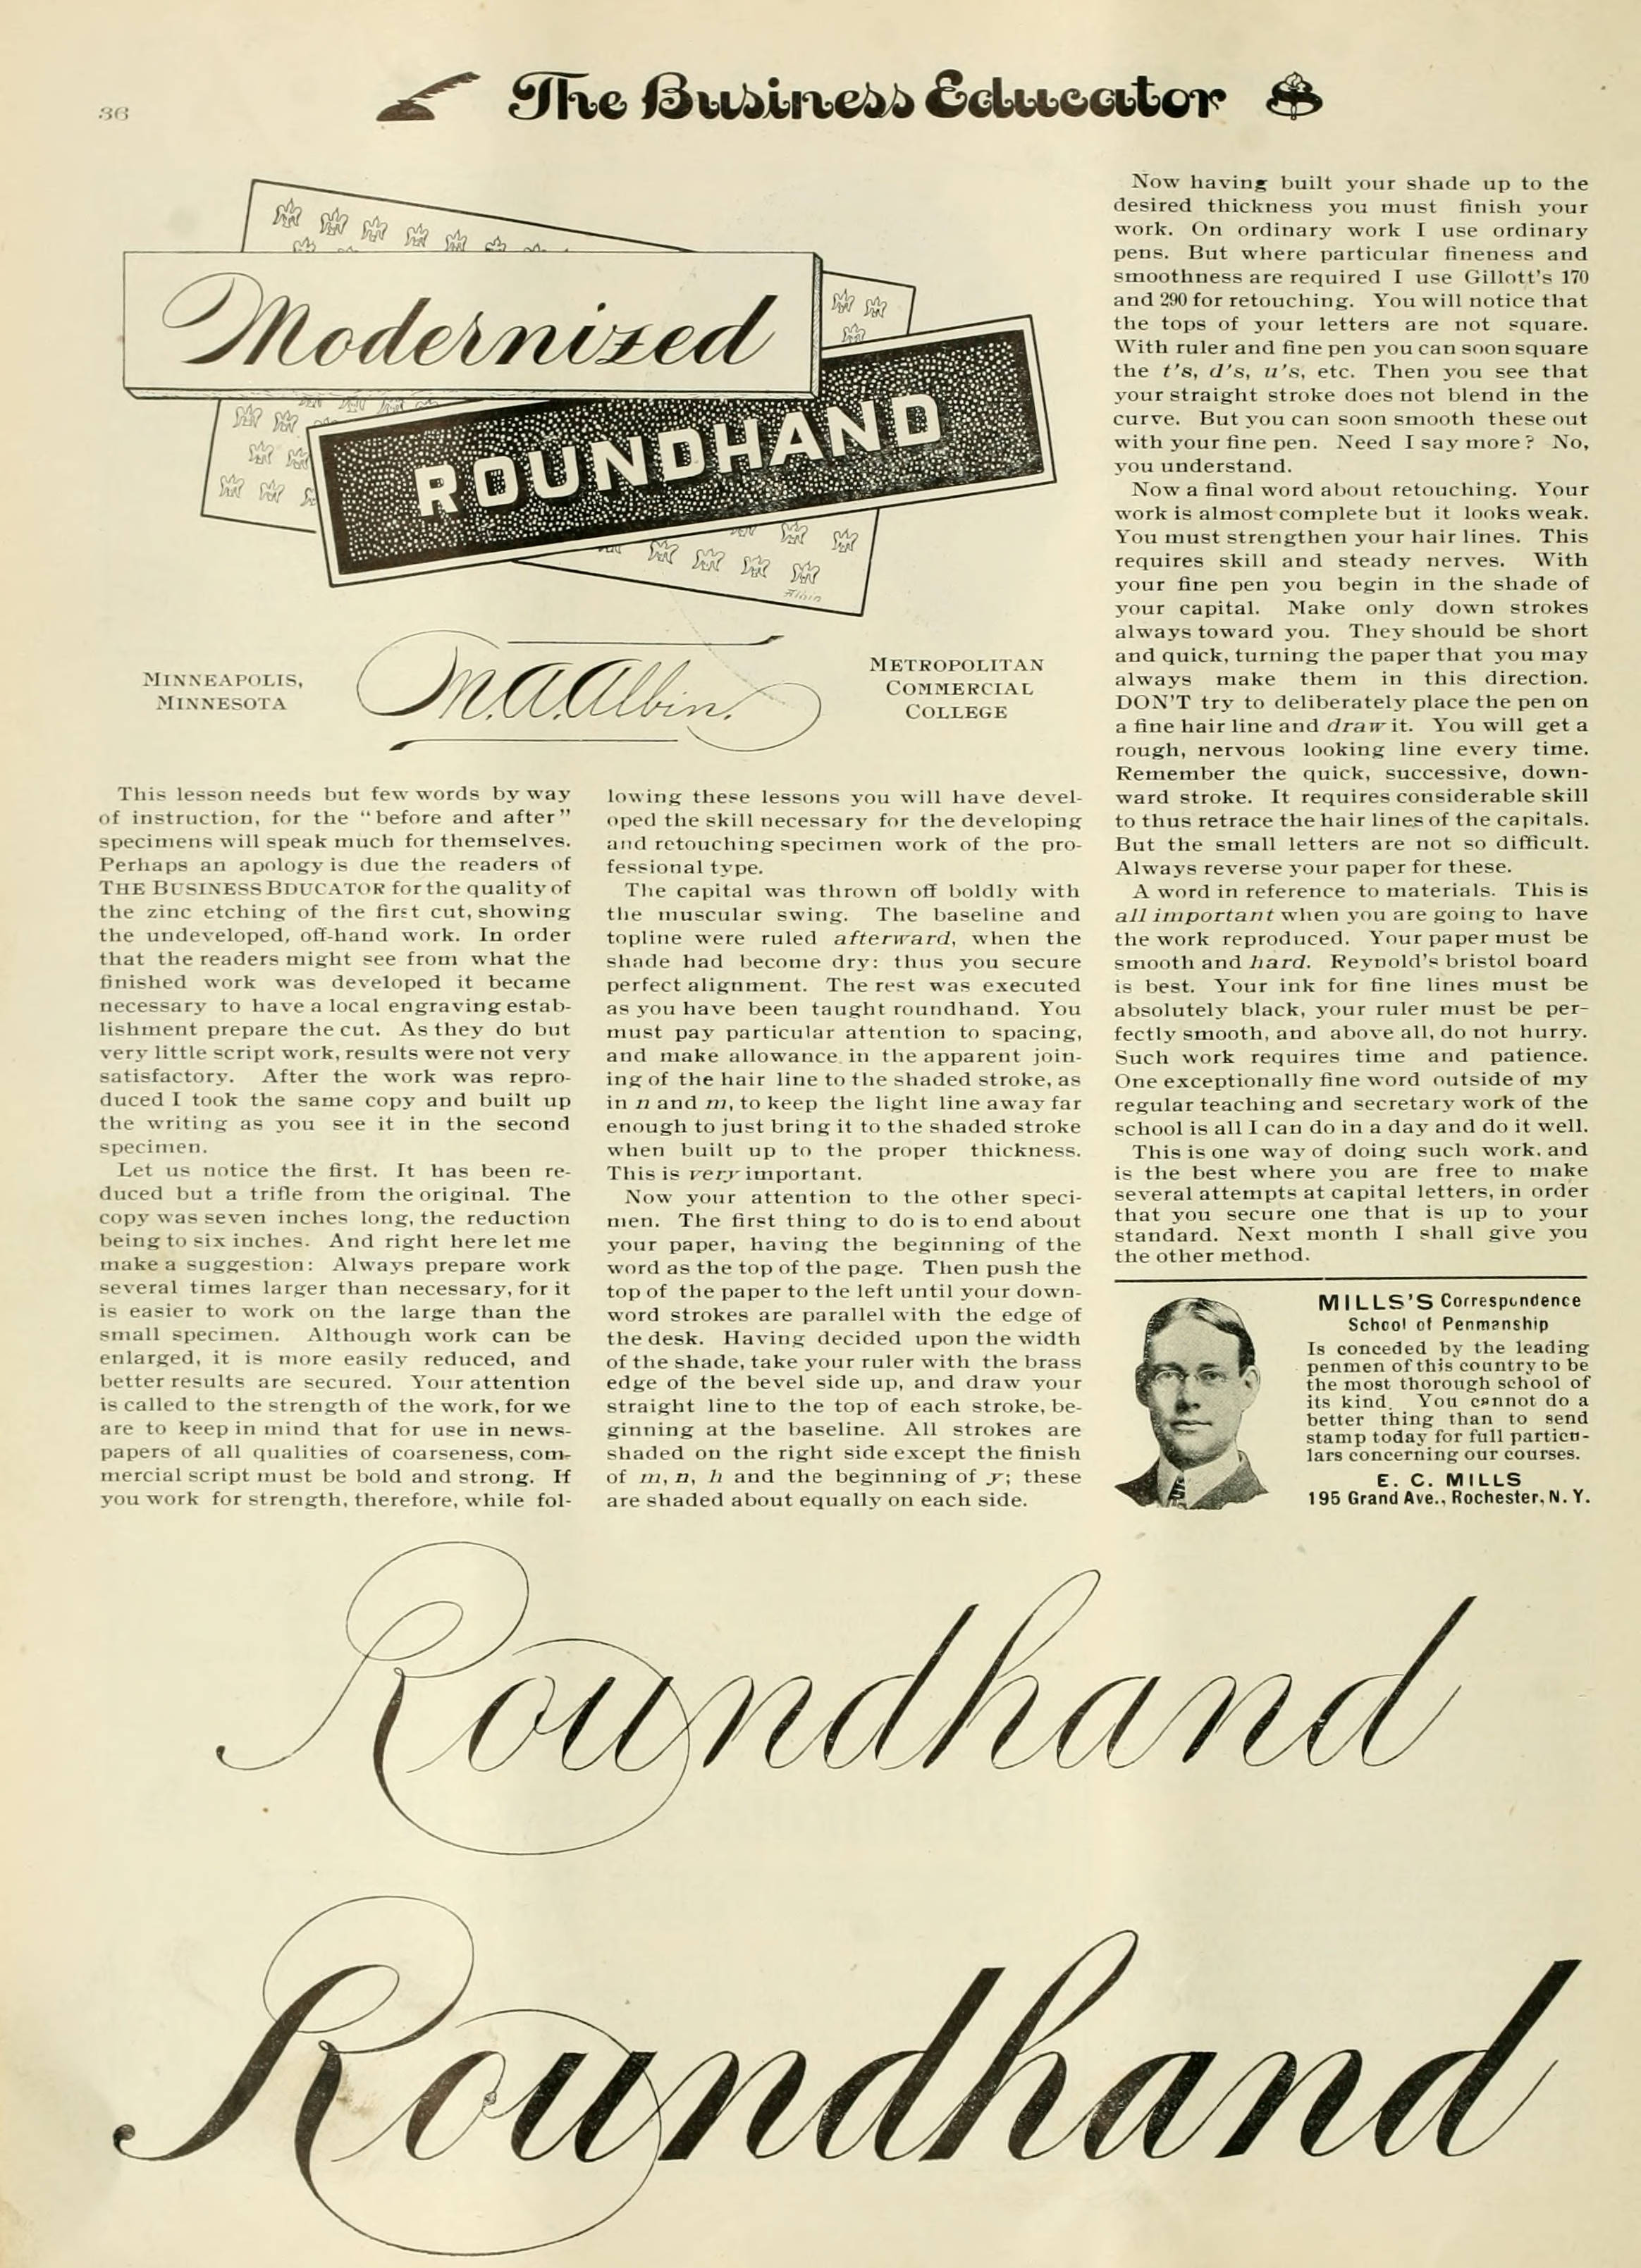 36
The Business Educator
Modernized
ROUNDHAND
Albin
MINNEAPOLIS,
MINNESOTA
M. A. Albin.
METROPOLITAN
COMMERCIAL
COLLEGE
This lesson needs but few words by way
of instruction, for the "before and after"
specimens will speak much for themselves.
Perhaps an apology is due the readers of
THE BUSINESS BDUCATOR for the quality of
the zinc etching of the first cut, showing
the undeveloped, off-hand work. In order
that the readers might see from what the
finished work was developed it became
necessary to have a local engraving estab-
lishment prepare the cut. As they do but
very little script work, results were not very
satisfactory. After the work was repro-
duced I took the same copy and built up
the writing as you see it in the second
specimen.
Let us notice the first. It has been re-
duced but a trifle from the original. The
copy was seven inches long, the reduction
being to six inches. And right here let me
make a suggestion: Always prepare work
several times larger than necessary, for it
is easier to work on the large than the
small specimen. Although work can be
enlarged, it is more easily reduced, and
better results are secured. Your attention
is called to the strength of the work, for we
are to keep in mind that for use in news-
papers of all qualities of coarseness, com-
mercial script must be bold and strong. If
you work for strength, therefore, while fol-
lowing these lessons you will have devel-
oped the skill necessary for the developing
and retouching specimen work of the pro-
fessional type.
The capital was thrown off boldly with
the muscular swing. The baseline and
topline were ruled afterward, when the
shade had become dry: thus you secure
perfect alignment. The rest was executed
as you have been taught roundhand. You
must pay particular attention to spacing,
and make allowance in the apparent join-
ing of the hair line to the shaded stroke, as
in n and m, to keep the light line away far
enough to just bring it to the shaded stroke
when built up to the proper thickness.
This is very important.
Now your attention to the other speci-
men. The first thing to do is to end about
your paper, having the beginning of the
word as the top of the page. Then push the
top of the paper to the left until your down-
word strokes are parallel with the edge of
the desk. Having decided upon the width
of the shade, take your ruler with the brass
edge of the bevel side up, and draw your
straight line to the top of each stroke, be-
ginning at the baseline. All strokes are
shaded on the right side except the finish
of m, n, h and the beginning of y; these
are shaded about equally on each side.
Now having built your shade up to the
desired thickness you must finish your
work. On ordinary work I use ordinary
pens. But where particular fineness and
smoothness are required I use Gillott's 170
and 290 for retouching. You will notice that
the tops of your letters are not square.
With ruler and fine pen you can soon square
the t's, d's, u's, etc. Then you see that
your straight stroke does not blend in the
curve. But you can soon smooth these out
with your fine pen. Need I say more? No,
you understand.
Now a final word about retouching. Your
work is almost complete but it looks weak.
You must strengthen your hair lines. This
requires skill and steady nerves. With
your fine pen you begin in the shade of
your capital. Make only down strokes
always toward you. They should be short
and quick, turning the paper that you may
always make them in this direction.
DON'T try to deliberately place the pen on
a fine hair line and draw it. You will get a
rough, nervous looking line every time.
Remember the quick, successive, down-
ward stroke. It requires considerable skill
to thus retrace the hair lines of the capitals.
But the small letters are not so difficult.
Always reverse your paper for these.
A word in reference to materials. This is
all important when you are going to have
the work reproduced. Your paper must be
smooth and hard. Reynold's bristol board
is best. Your ink for fine lines must be
absolutely black, your ruler must be per-
fectly smooth, and above all, do not hurry.
Such work requires time and patience.
One exceptionally fine word outside of my
regular teaching and secretary work of the
school is all I can do in a day and do it well.
This is one way of doing such work, and
is the best where you are free to make
several attempts at capital letters, in order
that you secure one that is up to your
standard. Next month I shall give you
the other method.
MILLS'S Correspondence
School of Penmanship
Is conceded by the leading
penmen of this country to be
the most thorough school of
its kind. You cannot do a
better thing than to send
stamp today for full particu-
lars concerning our courses.
E. C. MILLS
195 Grand Ave., Rochester, N. Y.
Roundhand
Roundhand